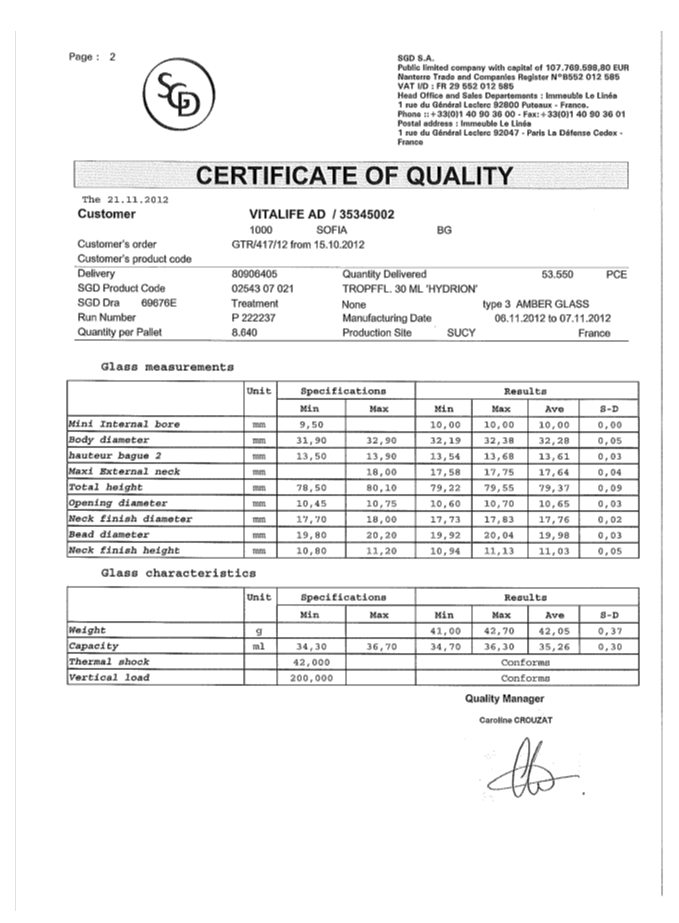 Page : 2
SGD
SGD S.A.
Public limited company with capital of 107.769.598,80 EUR
Nanterre Trade and Companies Register N°B552 012 585
VAT I/D : FR 29 552 012 585
Head Office and Sales Departements : Immeuble Le Linéa
1 rue du Général Leclerc 92800 Puteaux - France.
Phone ::+33(0)1 40 90 36 00 - Fax:+33(0)1 40 90 36 01
Postal address : Immeuble Le Linéa
1 rue du Général Leclerc 92047 - Paris La Défense Cedex -
France
CERTIFICATE OF QUALITY
The 21.11.2012
Customer VITALIFE AD / 35345002
1000 SOFIA BG
Customer's order GTR/417/12 from 15.10.2012
Customer's product code
Delivery 80906405 Quantity Delivered 53.550 PCE
SGD Product Code 02543 07 021 TROPFFL. 30 ML 'HYDRION'
SGD Dra 69676E Treatment None type 3 AMBER GLASS
Run Number P 222237 Manufacturing Date 06.11.2012 to 07.11.2012
Quantity per Pallet 8.640 Production Site SUCY France
Glass measurements
Unit Specifications Results
Min Max Min Max Ave S-D
Mini Internal bore mm 9,50 10,00 10,00 10,00 0,00
Body diameter mm 31,90 32,90 32,19 32,38 32,28 0,05
hauteur bague 2 mm 13,50 13,90 13,54 13,68 13,61 0,03
Maxi External neck mm 18,00 17,58 17,75 17,64 0,04
Total height mm 78,50 80,10 79,22 79,55 79,37 0,09
Opening diameter mm 10,45 10,75 10,60 10,70 10,65 0,03
Neck finish diameter mm 17,70 18,00 17,73 17,83 17,76 0,02
Bead diameter mm 19,80 20,20 19,92 20,04 19,98 0,03
Neck finish height mm 10,80 11,20 10,94 11,13 11,03 0,05
Glass characteristics
Unit Specifications Results
Min Max Min Max Ave S-D
Weight g 41,00 42,70 42,05 0,37
Capacity ml 34,30 36,70 34,70 36,30 35,26 0,30
Thermal shock 42,000 Conforms
Vertical load 200,000 Conforms
Quality Manager
Caroline CROUZAT